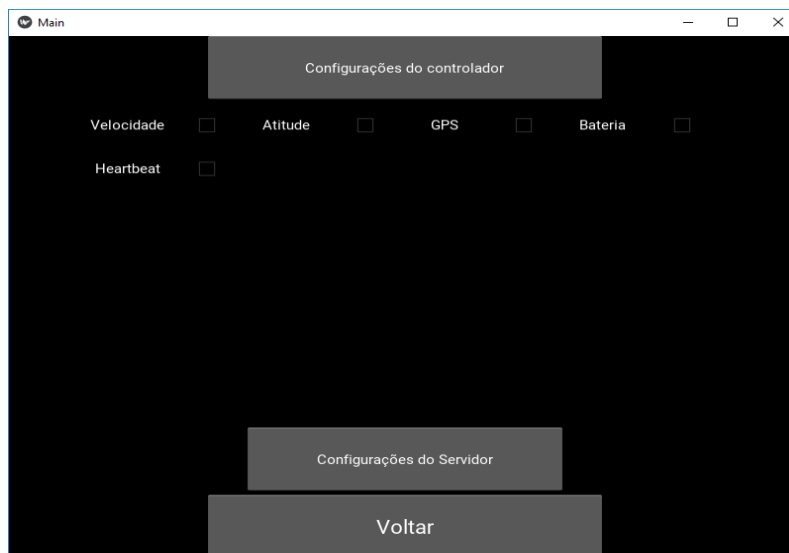 Main
Configurações do controlador
Velocidade Atitude GPS Bateria
Heartbeat
Configurações do Servidor
Voltar